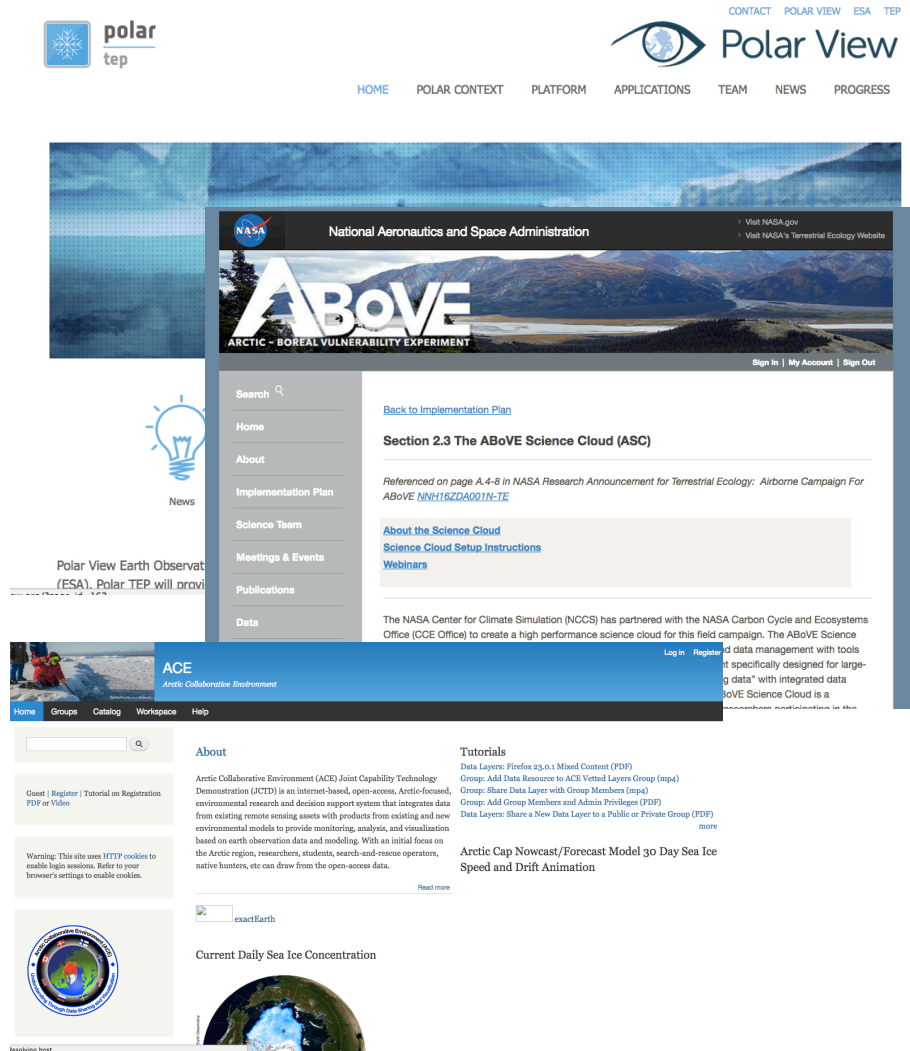 CONTACT POLAR VIEW ESA TEP
polar
tep
Polar View
HOME POLAR CONTEXT PLATFORM APPLICATIONS TEAM NEWS PROGRESS
NASA
National Aeronautics and Space Administration
› Visit NASA.gov
› Visit NASA's Terrestrial Ecology Website
ABoVE
ARCTIC - BOREAL VULNERABILITY EXPERIMENT
Sign In | My Account | Sign Out
Search
Home
About
Implementation Plan
Science Team
Meetings & Events
Publications
Data
Back to Implementation Plan
Section 2.3 The ABoVE Science Cloud (ASC)
Referenced on page A.4-8 in NASA Research Announcement for Terrestrial Ecology: Airborne Campaign For
ABoVE NNH16ZDA001N-TE
About the Science Cloud
Science Cloud Setup Instructions
Webinars
The NASA Center for Climate Simulation (NCCS) has partnered with the NASA Carbon Cycle and Ecosystems
Office (CCE Office) to create a high performance science cloud for this field campaign. The ABoVE Science
d data management with tools
t specifically designed for large-
g data" with integrated data
BoVE Science Cloud is a
News
Polar View Earth Observat
(ESA). Polar TEP will provi
ACE
Arctic Collaborative Environment
Log in Register
Home Groups Catalog Workspace Help
Guest | Register | Tutorial on Registration
PDF or Video
Warning: This site uses HTTP cookies to
enable login sessions. Refer to your
browser's settings to enable cookies.
Arctic Collaborative Environment (ACE)
Understanding Through Data Sharing and Visualization
About
Arctic Collaborative Environment (ACE) Joint Capability Technology
Demonstration (JCTD) is an internet-based, open-access, Arctic-focused,
environmental research and decision support system that integrates data
from existing remote sensing assets with products from existing and new
environmental models to provide monitoring, analysis, and visualization
based on earth observation data and modeling. With an initial focus on
the Arctic region, researchers, students, search-and-rescue operators,
native hunters, etc can draw from the open-access data.
Read more
exactEarth
Current Daily Sea Ice Concentration
Tutorials
Data Layers: Firefox 23.0.1 Mixed Content (PDF)
Group: Add Data Resource to ACE Vetted Layers Group (mp4)
Group: Share Data Layer with Group Members (mp4)
Group: Add Group Members and Admin Privileges (PDF)
Data Layers: Share a New Data Layer to a Public or Private Group (PDF)
more
Arctic Cap Nowcast/Forecast Model 30 Day Sea Ice
Speed and Drift Animation